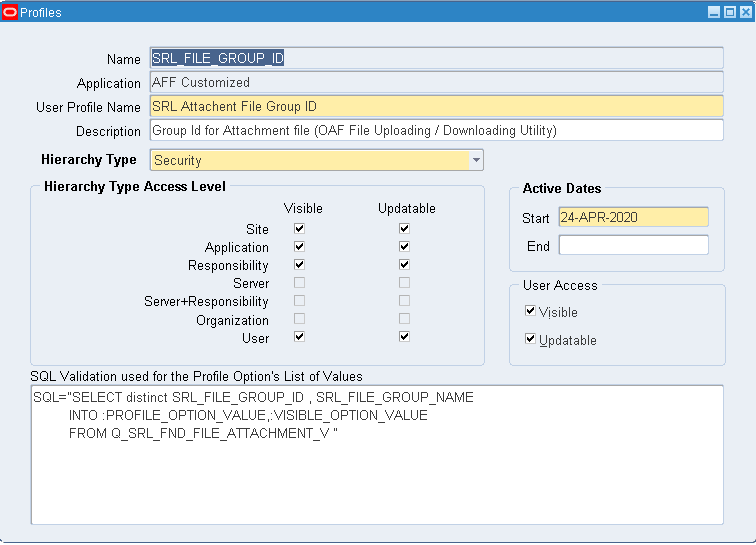 Profiles
Name SRL_FILE_GROUP_ID
Application AFF Customized
User Profile Name SRL Attachent File Group ID
Description Group Id for Attachment file (OAF File Uploading / Downloading Utility)
Hierarchy Type Security
Hierarchy Type Access Level
Visible Updatable
Site
Application
Responsibility
Server
Server+Responsibility
Organization
User
Active Dates
Start 24-APR-2020
End
User Access
Visible
Updatable
SQL Validation used for the Profile Option's List of Values
SQL="SELECT distinct SRL_FILE_GROUP_ID , SRL_FILE_GROUP_NAME
INTO :PROFILE_OPTION_VALUE,:VISIBLE_OPTION_VALUE
FROM Q_SRL_FND_FILE_ATTACHMENT_V "